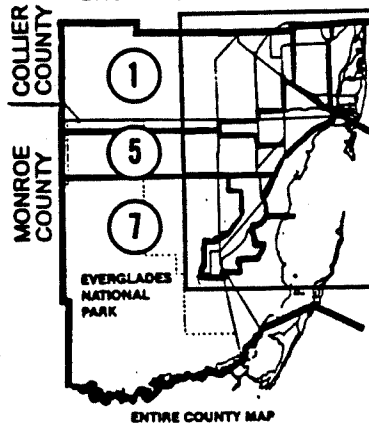 COLLIER
COUNTY
MONROE
COUNTY
1
5
7
EVERGLADES
NATIONAL
PARK
ENTIRE COUNTY MAP